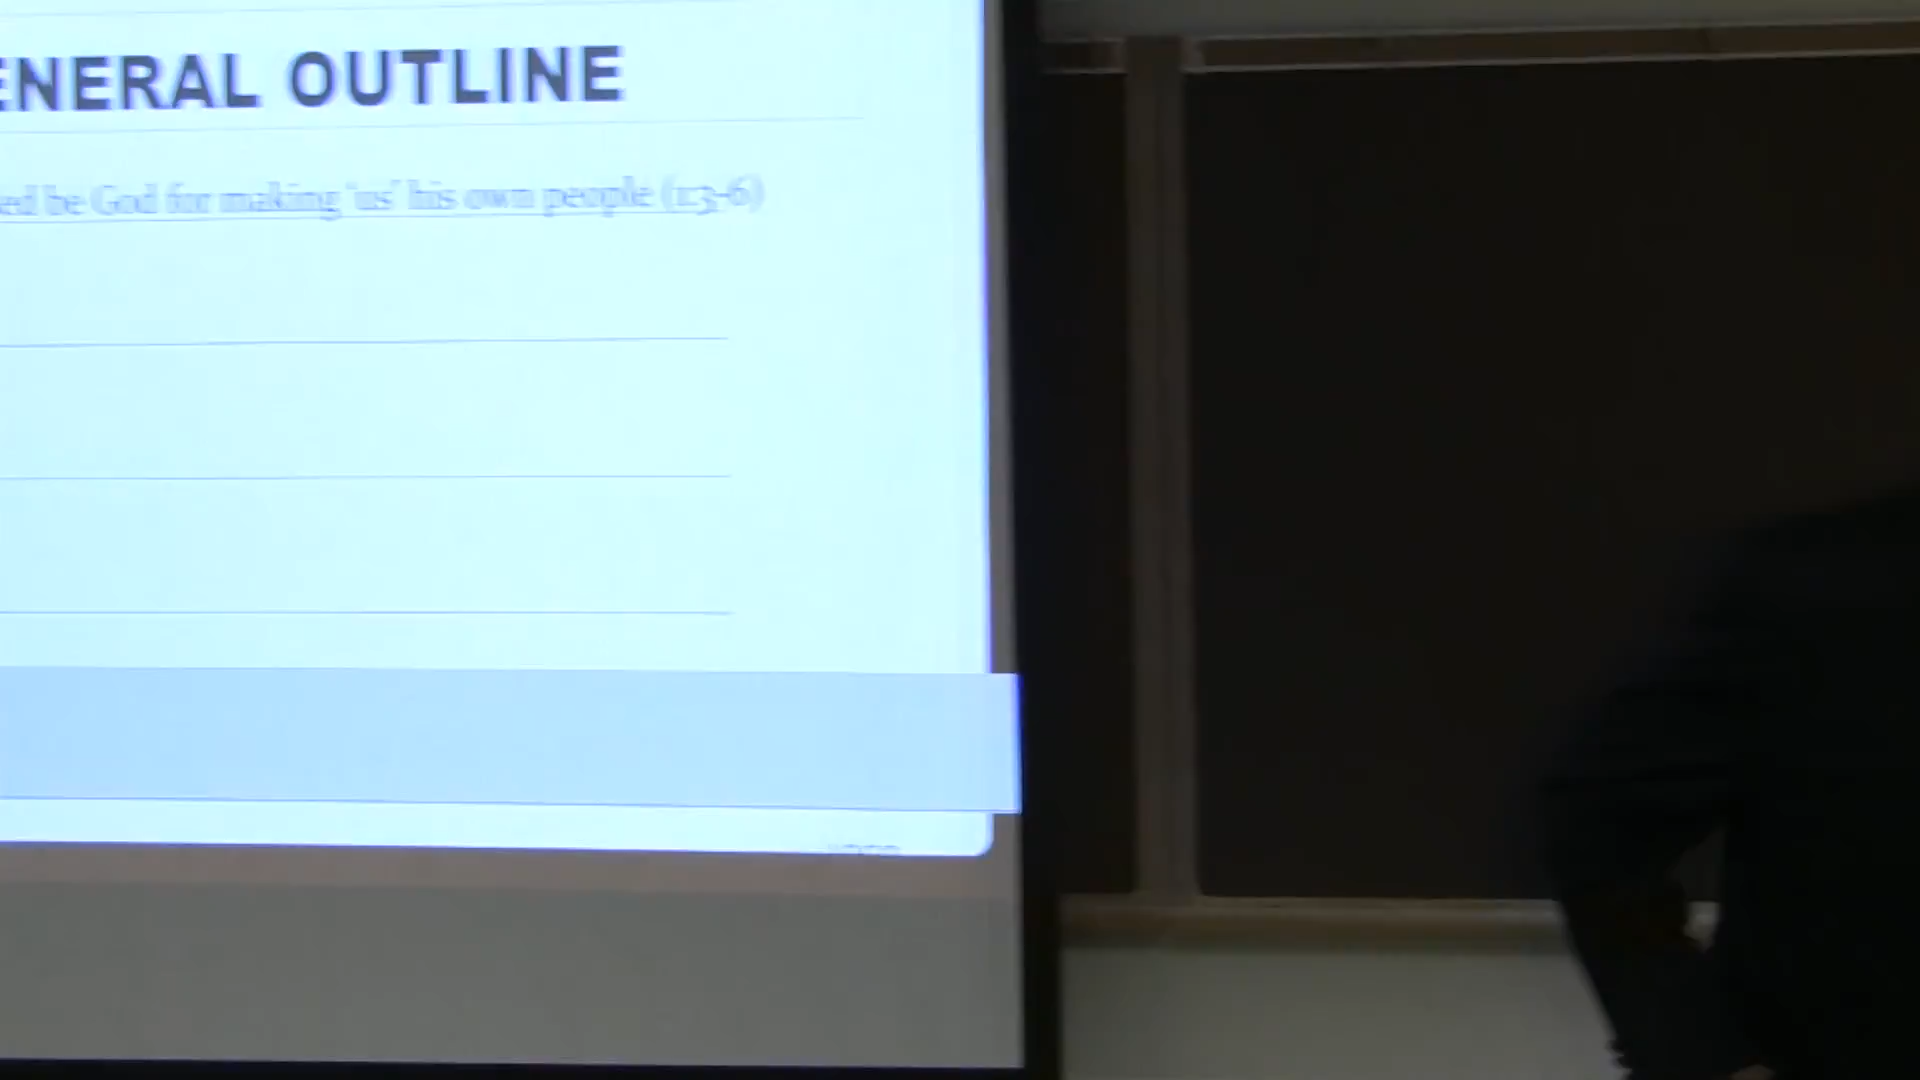 ENERAL OUTLINE
ed be God for making 'us' his own people (1:3-6)